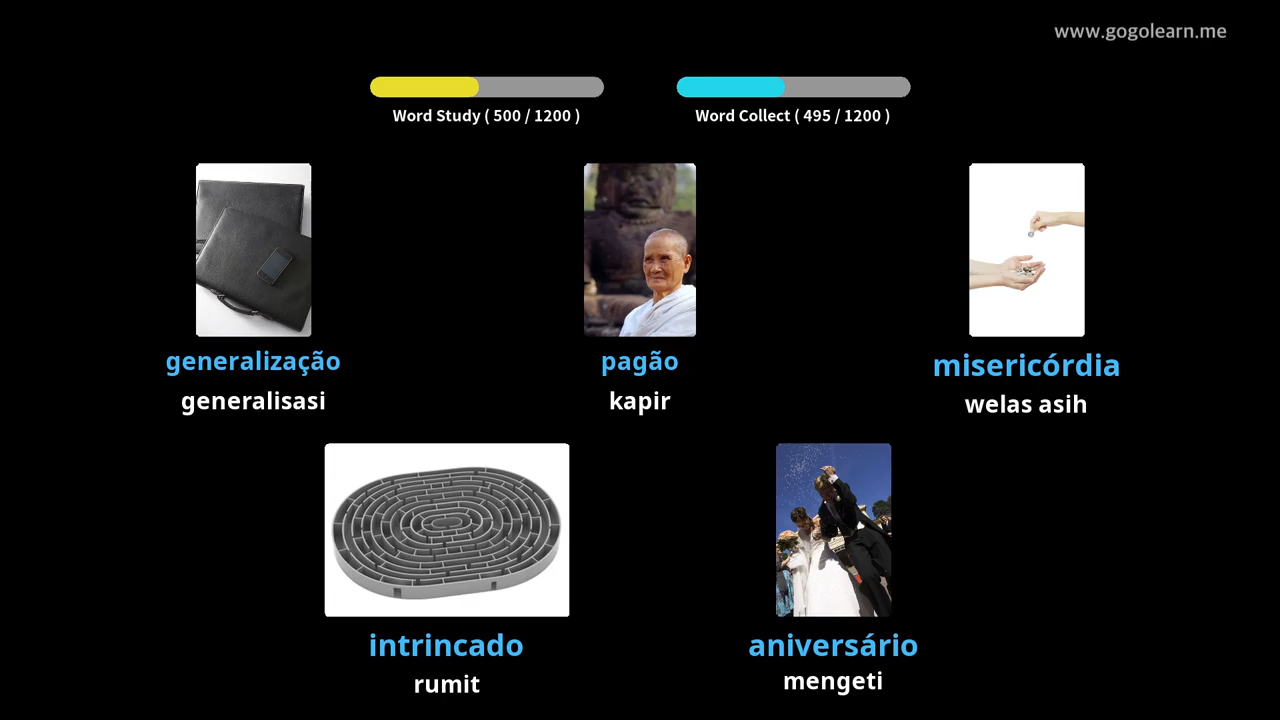 www.gogolearn.me
Word Study ( 500 / 1200 )
Word Collect ( 495 / 1200 )
generalização
generalisasi
pagão
kapir
misericórdia
welas asih
intrincado
rumit
aniversário
mengeti